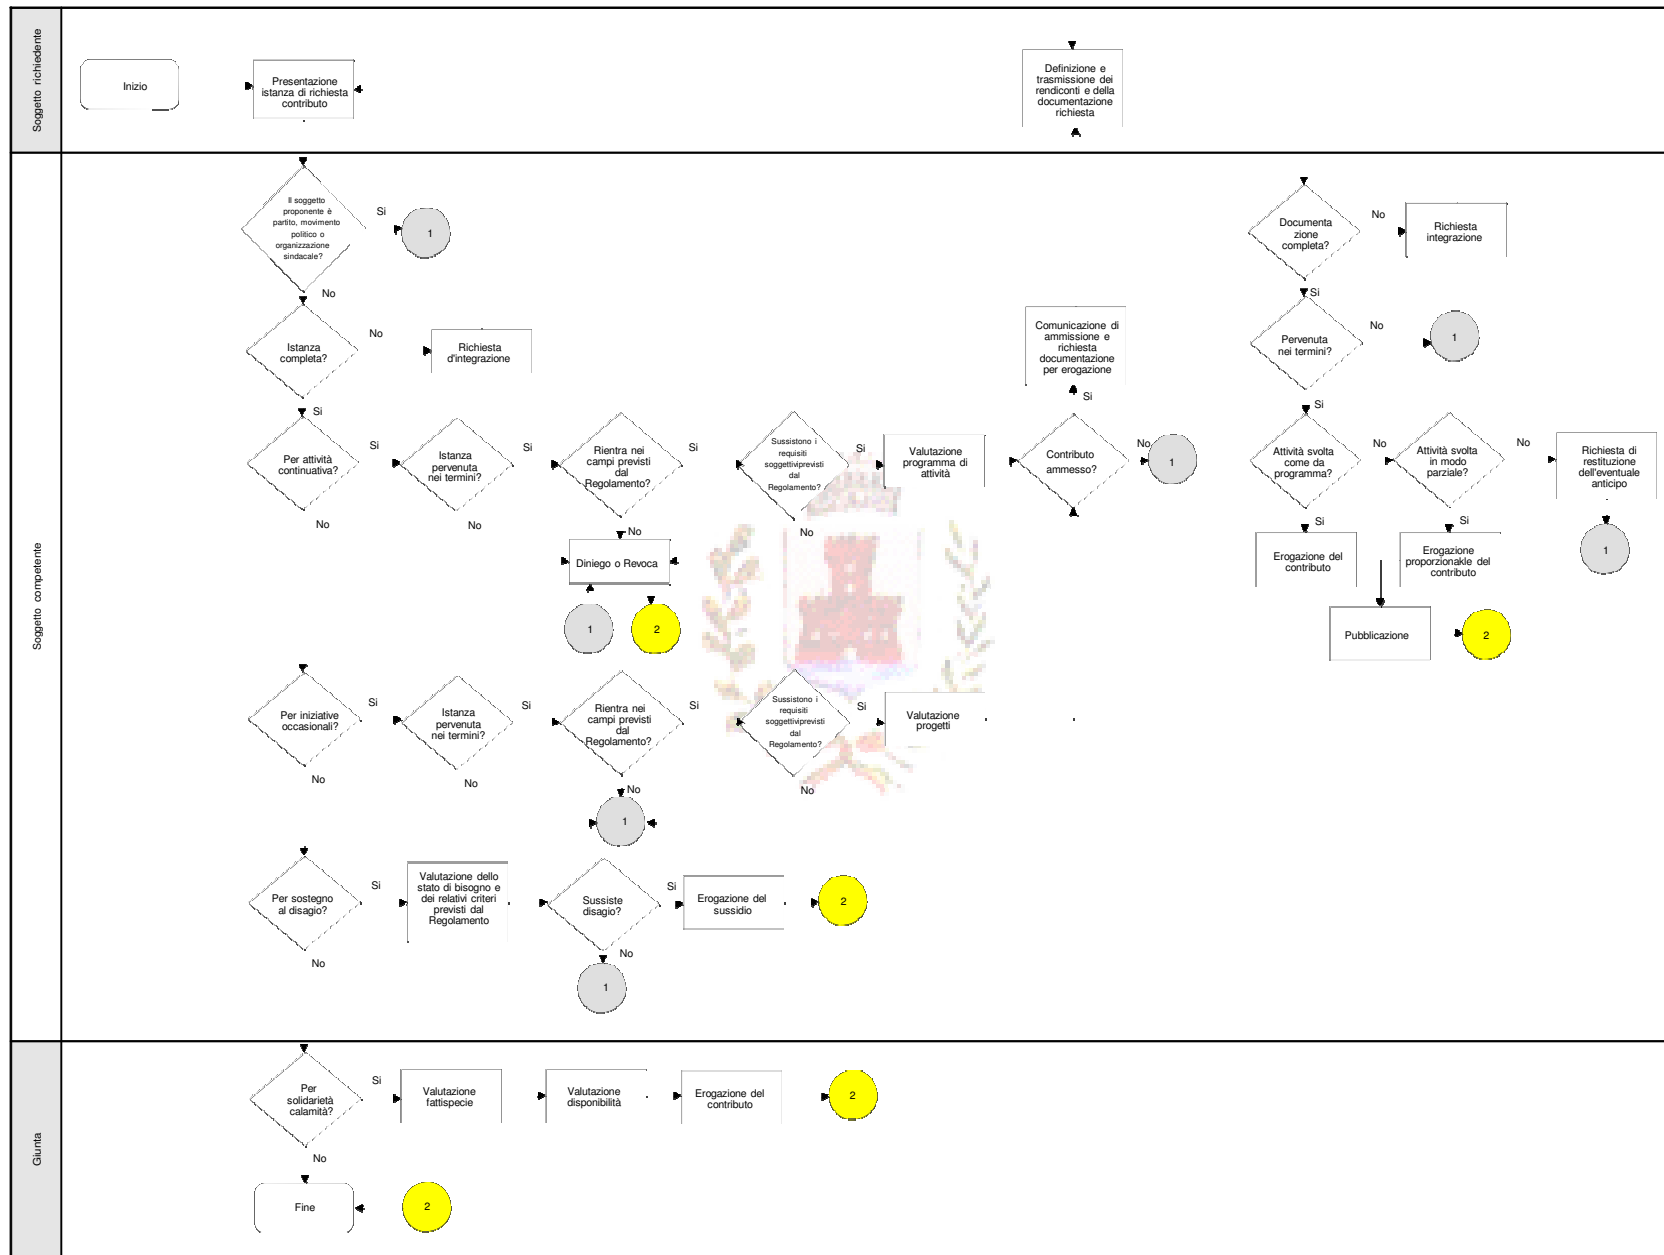 Soggetto richiedente
Inizio
Presentazione
istanza di richiesta
contributo
Definizione e
trasmissione dei
rendiconti e della
documentazione
richiesta
Soggetto competente
Il soggetto
proponente è
partito, movimento
politico o
organizzazione
sindacale?
Si
1
No
Documenta
zione
completa?
No
Richiesta
integrazione
Si
Istanza
completa?
No
Richiesta
d'integrazione
Si
Comunicazione di
ammissione e
richiesta
documentazione
per erogazione
Si
Pervenuta
nei termini?
No
1
Si
Per attività
continuativa?
Si
No
Istanza
pervenuta
nei termini?
Si
No
Rientra nei
campi previsti
dal
Regolamento?
Si
No
Sussistono i
requisiti
soggettiviprevisti
dal
Regolamento?
Si
No
Valutazione
programma di
attività
Contributo
ammesso?
No
1
Attività svolta
come da
programma?
No
Si
Attività svolta
in modo
parziale?
No
Si
Richiesta di
restituzione
dell'eventuale
anticipo
1
Diniego o Revoca
1
2
Erogazione del
contributo
Erogazione
proporzionakle del
contributo
Pubblicazione
2
Per iniziative
occasionali?
Si
No
Istanza
pervenuta
nei termini?
Si
No
Rientra nei
campi previsti
dal
Regolamento?
Si
No
1
Sussistono i
requisiti
soggettiviprevisti
dal
Regolamento?
Si
No
Valutazione
progetti
Per sostegno
al disagio?
Si
No
Valutazione dello
stato di bisogno e
dei relativi criteri
previsti dal
Regolamento
Sussiste
disagio?
Si
No
1
Erogazione del
sussidio
2
Giunta
Per
solidarietà
calamità?
Si
No
Valutazione
fattispecie
Valutazione
disponibilità
Erogazione del
contributo
2
Fine
2